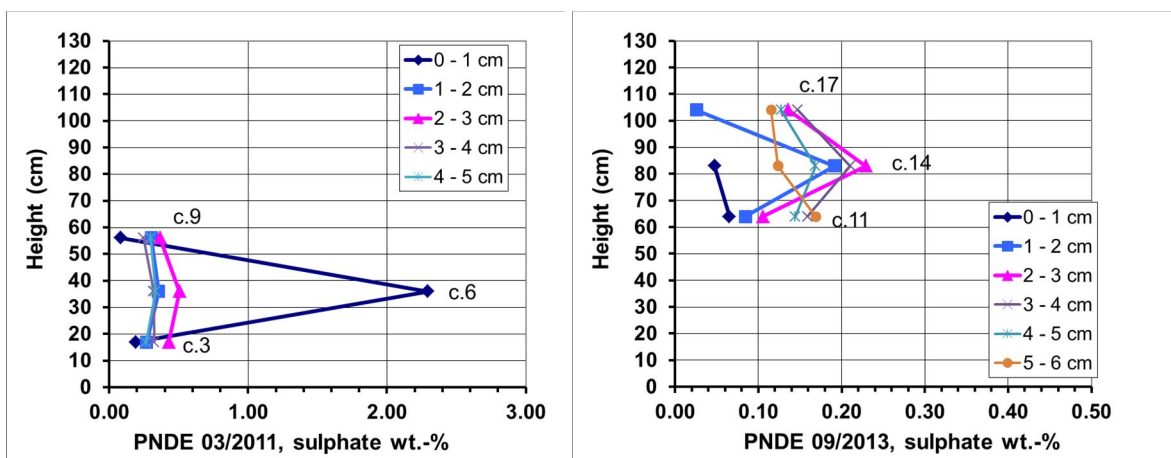 Height (cm)
130
120
110
100
90
80
70
60
50
40
30
20
10
0
0.00 1.00 2.00 3.00
PNDE 03/2011, sulphate wt.-%
0 - 1 cm
1 - 2 cm
2 - 3 cm
3 - 4 cm
4 - 5 cm
c.9
c.6
c.3
Height (cm)
130
120
110
100
90
80
70
60
50
40
30
20
10
0
0.00 0.10 0.20 0.30 0.40 0.50
PNDE 09/2013, sulphate wt.-%
c.17
c.14
c.11
0 - 1 cm
1 - 2 cm
2 - 3 cm
3 - 4 cm
4 - 5 cm
5 - 6 cm